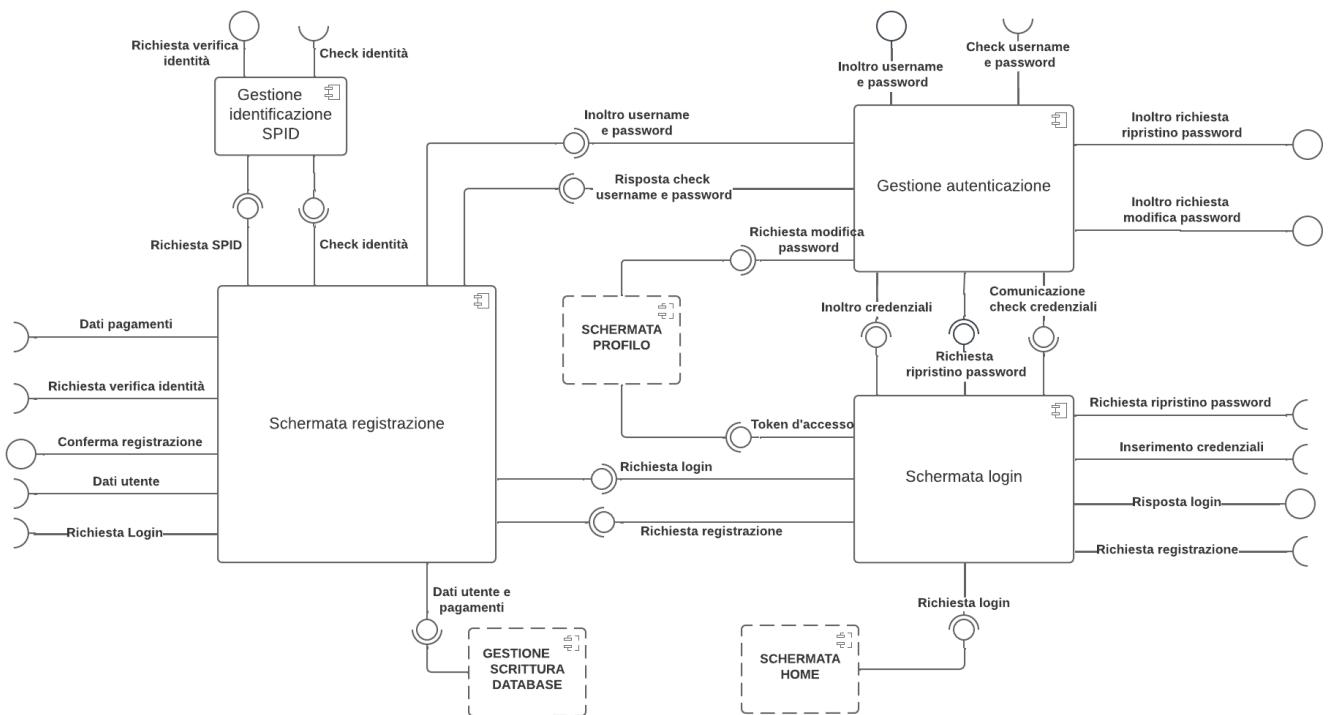 Richiesta verifica
identità
Check identità
Gestione
identificazione
SPID
Richiesta SPID
Check identità
Inoltro username
e password
Check username
e password
Inoltro username
e password
Risposta check
username e password
Gestione autenticazione
Inoltro richiesta
ripristino password
Inoltro richiesta
modifica password
Richiesta modifica
password
SCHERMATA
PROFILO
Token d'accesso
Inoltro credenziali
Comunicazione
check credenziali
Richiesta
ripristino password
Dati pagamenti
Richiesta verifica identità
Conferma registrazione
Dati utente
Richiesta Login
Schermata registrazione
Richiesta login
Richiesta registrazione
Schermata login
Richiesta ripristino password
Inserimento credenziali
Risposta login
Richiesta registrazione
Dati utente e
pagamenti
GESTIONE
SCRITTURA
DATABASE
Richiesta login
SCHERMATA
HOME